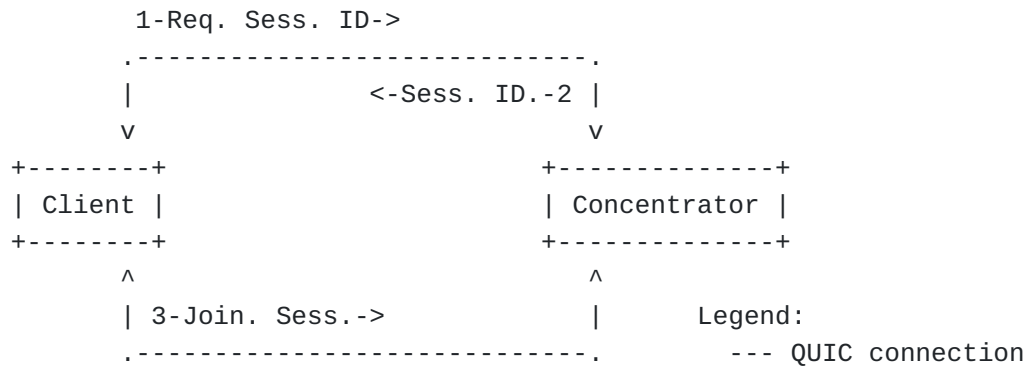 1-Req. Sess. ID->
.-----------------------------.
| <-Sess. ID.-2 |
v v
+--------+ +--------------+
| Client | | Concentrator |
+--------+ +--------------+
^ ^
| 3-Join. Sess.-> | Legend:
.-----------------------------. --- QUIC connection